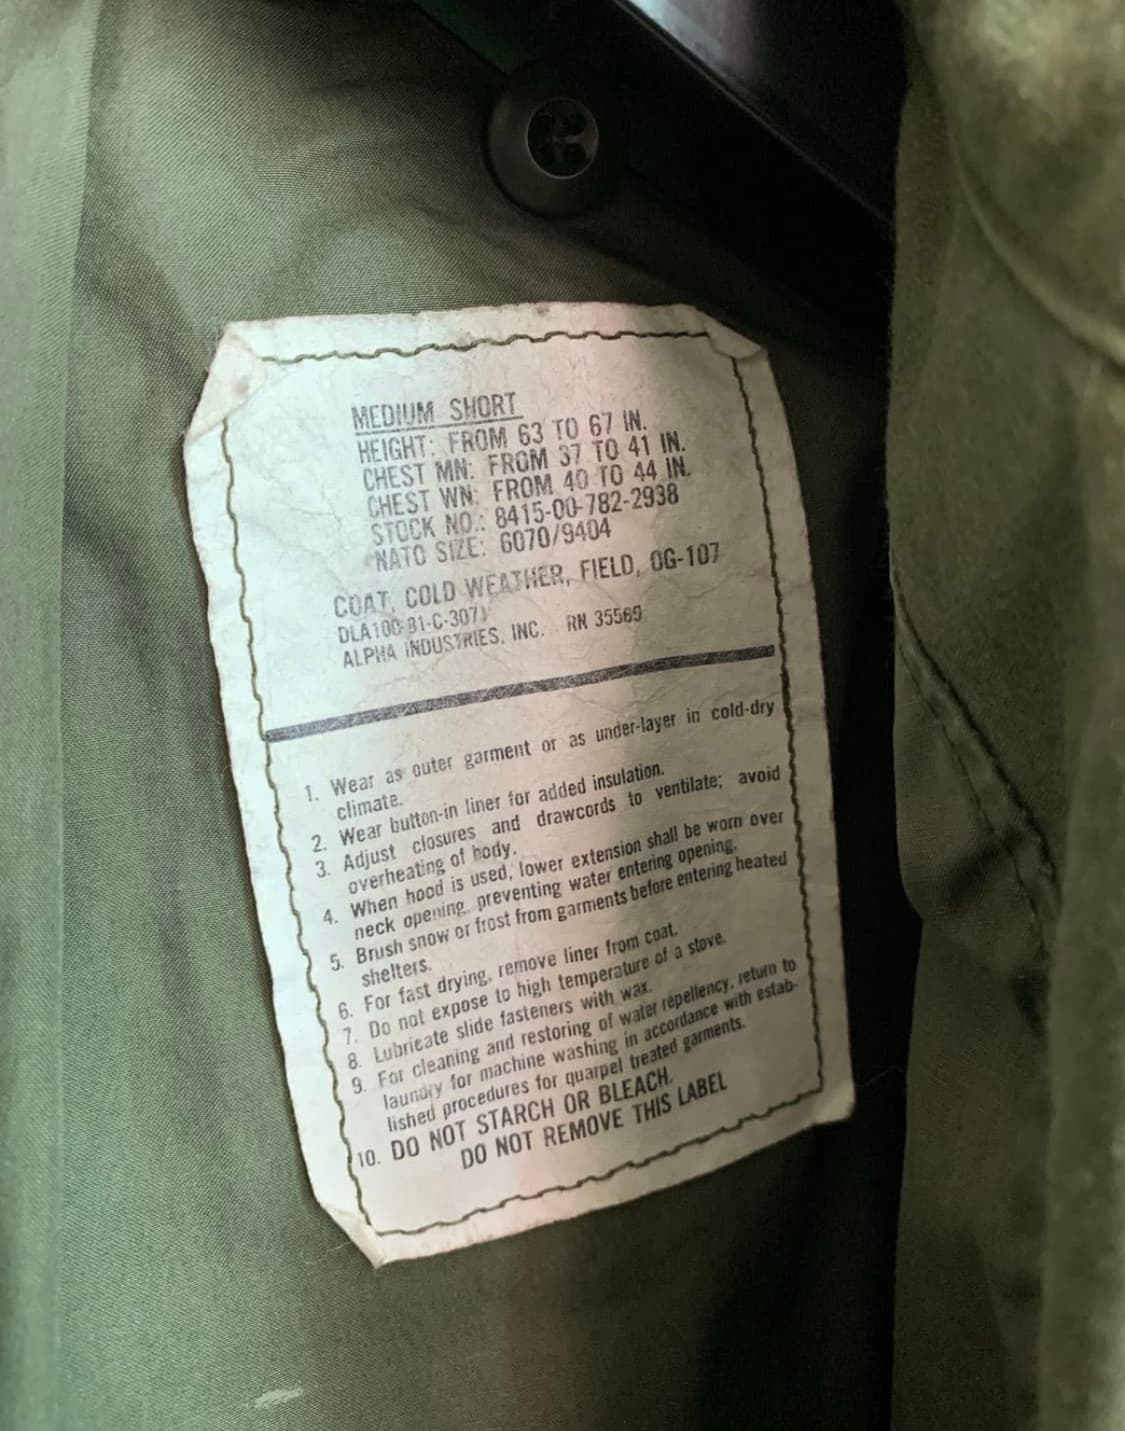 MEDIUM SHORT
HEIGHT: FROM 63 TO 67 IN.
CHEST MN: FROM 37 TO 41 IN.
CHEST WN: FROM 40 TO 44 IN.
STOCK NO.: 8415-00-782-2938
NATO SIZE: 6070/9404
COAT, COLD WEATHER, FIELD, OG-107
DLA100-81-C-3071
ALPHA INDUSTRIES, INC. RN 35569
1. Wear as outer garment or as under-layer in cold-dry
climate.
2. Wear button-in liner for added insulation.
3. Adjust closures and drawcords to ventilate; avoid
overheating of body.
4. When hood is used, lower extension shall be worn over
neck opening, preventing water entering opening.
5. Brush snow or frost from garments before entering heated
shelters.
6. For fast drying, remove liner from coat.
7. Do not expose to high temperature of a stove.
8. Lubricate slide fasteners with wax.
9. For cleaning and restoring of water repellency, return to
laundry for machine washing in accordance with estab-
lished procedures for quarpel treated garments.
10. DO NOT STARCH OR BLEACH.
DO NOT REMOVE THIS LABEL